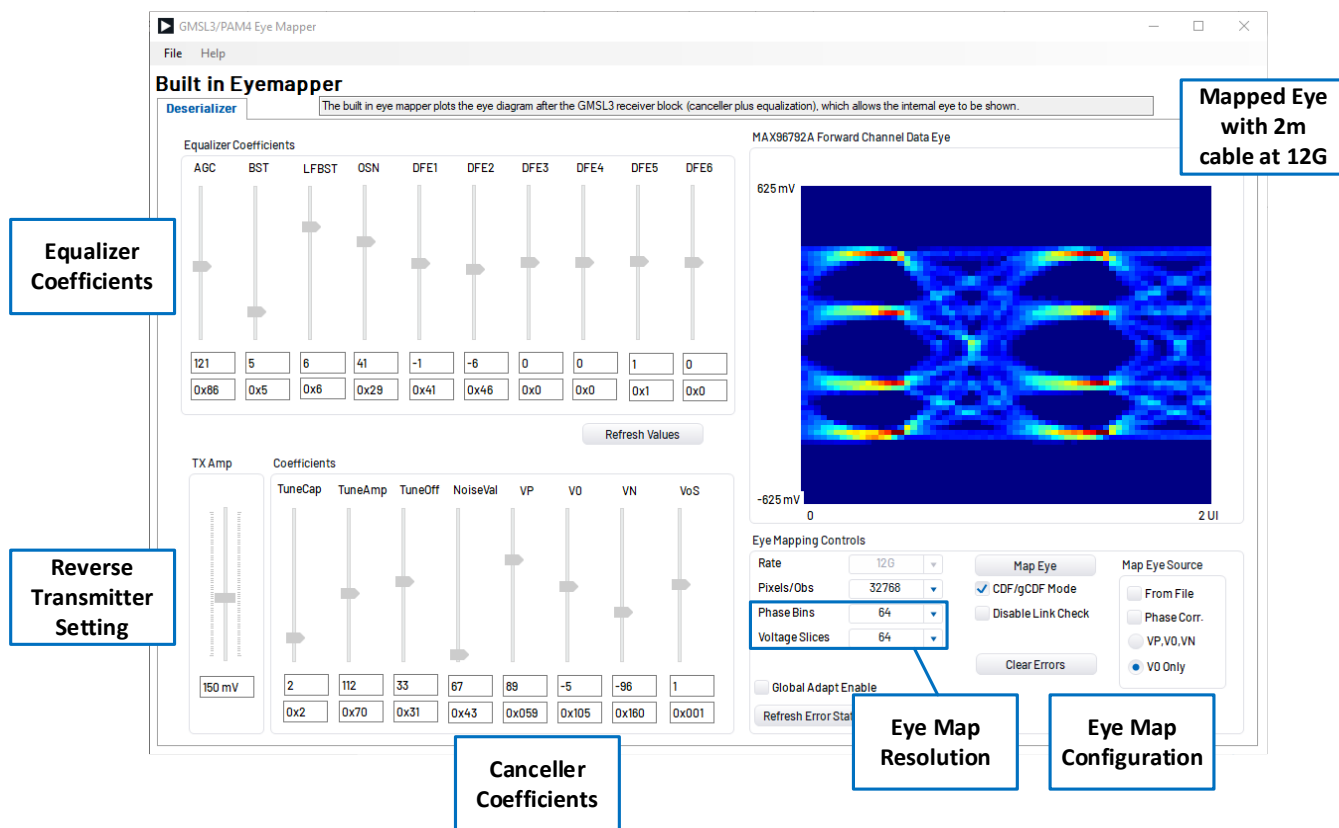 GMSL3/PAM4 Eye Mapper
File Help
Built in Eyemapper
Deserializer
The built in eye mapper plots the eye diagram after the GMSL3 receiver block (canceller plus equalization), which allows the internal eye to be shown.
Mapped Eye
with 2m
cable at 12G
Equalizer Coefficients
AGC BST LFBST OSN DFE1 DFE2 DFE3 DFE4 DFE5 DFE6
121 5 6 41 -1 -6 0 0 1 0
0x86 0x5 0x6 0x29 0x41 0x46 0x0 0x0 0x1 0x0
Refresh Values
Equalizer
Coefficients
MAX96792A Forward Channel Data Eye
625 mV
-625 mV
0 2 UI
TX Amp
150 mV
Reverse
Transmitter
Setting
Coefficients
TuneCap TuneAmp TuneOff NoiseVal VP V0 VN VoS
2 112 33 67 89 -5 -96 1
0x2 0x70 0x31 0x43 0x059 0x105 0x160 0x001
Canceller
Coefficients
Eye Mapping Controls
Rate 12G
Pixels/Obs 32768
Phase Bins 64
Voltage Slices 64
Map Eye
CDF/gCDF Mode
Disable Link Check
Clear Errors
Map Eye Source
From File
Phase Corr.
VP,V0,VN
V0 Only
Global Adapt Enable
Refresh Error Stat
Eye Map
Resolution
Eye Map
Configuration